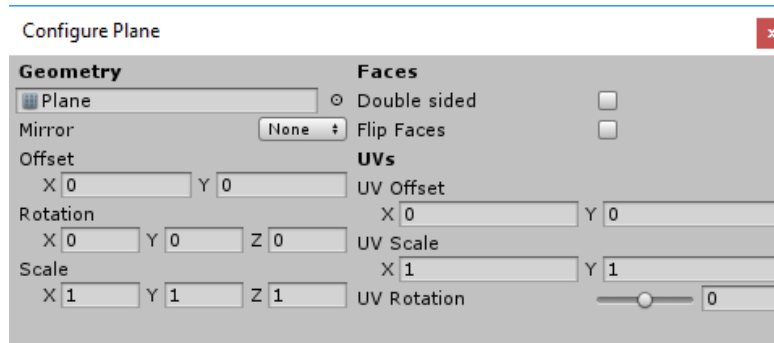 Configure Plane
x
Geometry
Plane
Mirror None
Offset
X 0 Y 0
Rotation
X 0 Y 0 Z 0
Scale
X 1 Y 1 Z 1
Faces
Double sided
Flip Faces
UVs
UV Offset
X 0 Y 0
UV Scale
X 1 Y 1
UV Rotation 0